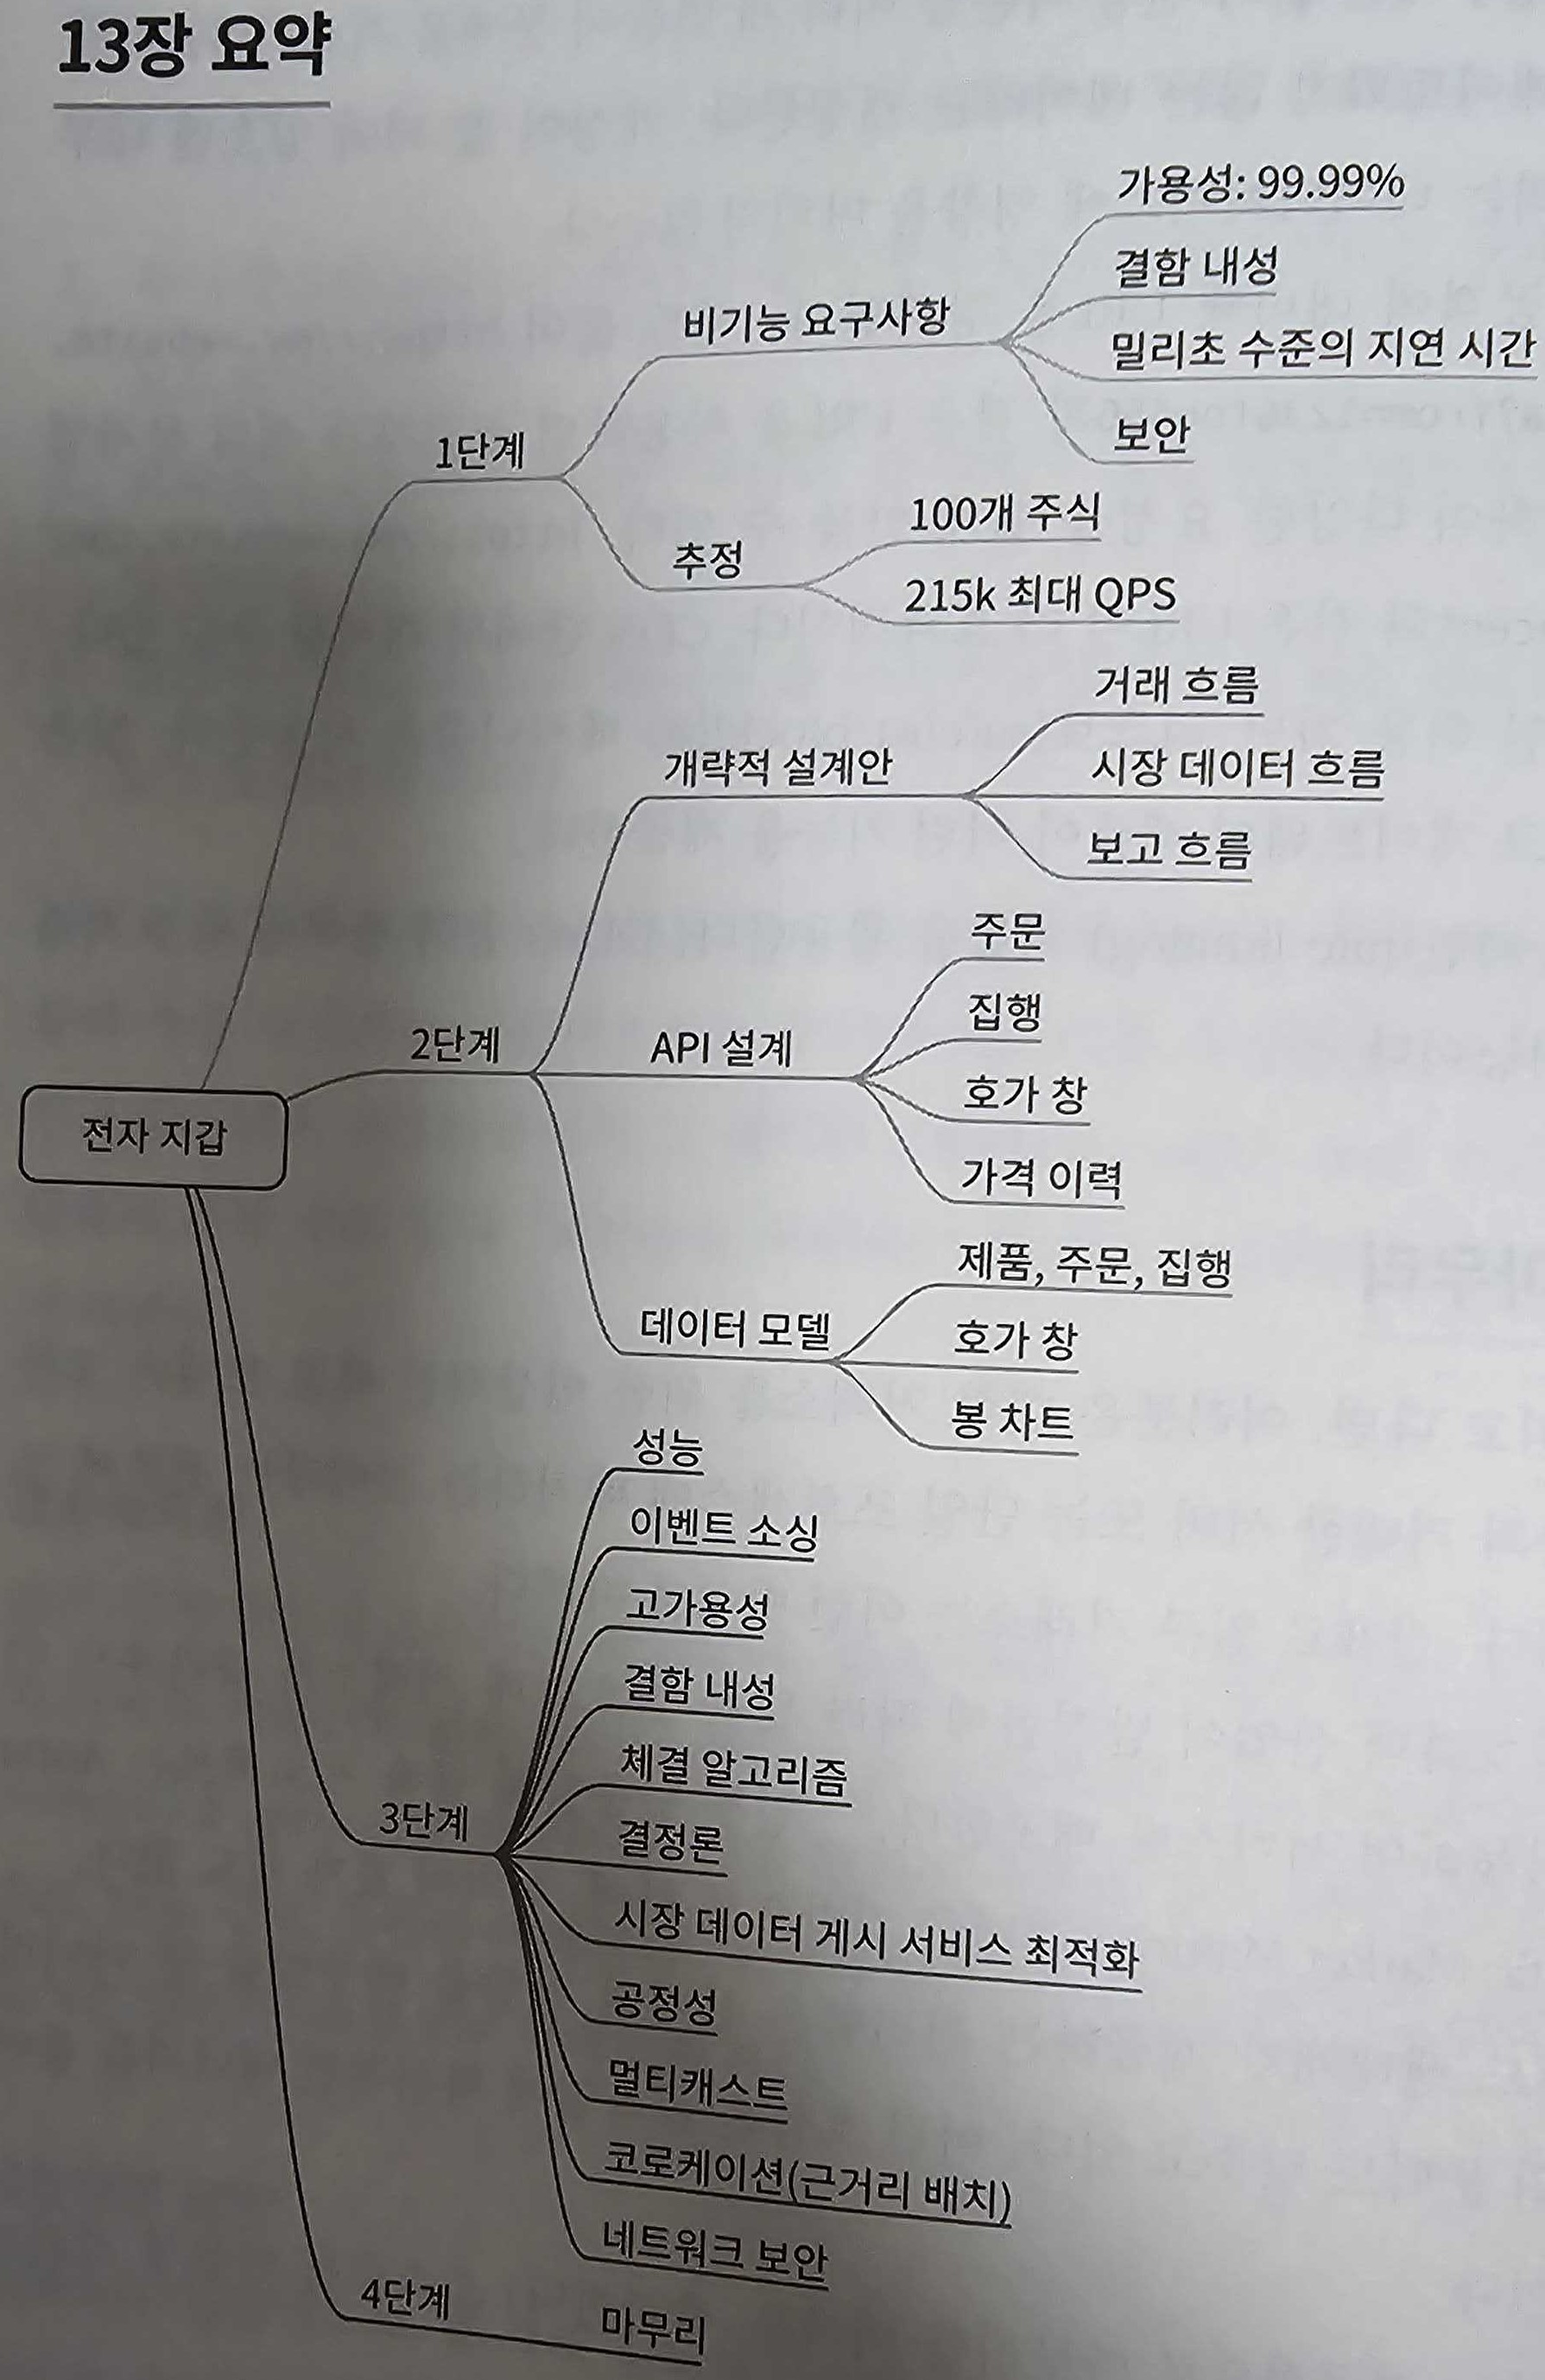 13장 요약
가용성: 99.99%
결함 내성
비기능 요구사항
밀리초 수준의 지연 시간
보안
1단계
100개 주식
추정
215k 최대 QPS
거래 흐름
개략적 설계안
시장 데이터 흐름
보고 흐름
주문
집행
2단계
API 설계
호가 창
가격 이력
전자 지갑
제품, 주문, 집행
데이터 모델
호가 창
봉 차트
성능
이벤트 소싱
고가용성
결함 내성
체결 알고리즘
3단계
결정론
시장 데이터 게시 서비스 최적화
공정성
멀티캐스트
코로케이션(근거리 배치)
네트워크 보안
4단계
마무리